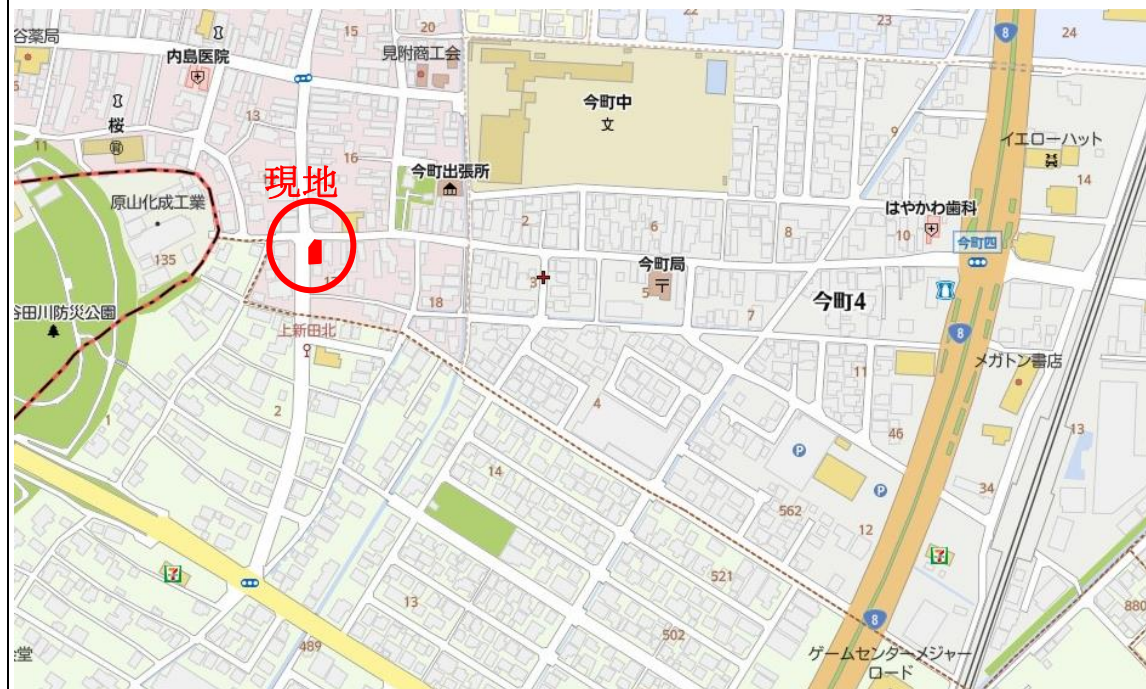 22
23
8
24
20
15
谷薬局
内島医院
見附商工会
今町中
文
13
桜
11
9
イエローハット
14
16
今町出張所
現地
原山化成工業
2
6
8
はやかわ歯科
10
今町四
135
17
3
今町局
5
〒
18
7
今町4
谷田川防災公園
上新田北
8
メガトン書店
2
1
11
4
46
13
P
14
34
P
562
12
7
7
521
13
502
8
880
489
ゲームセンターメジャー
ロード
堂